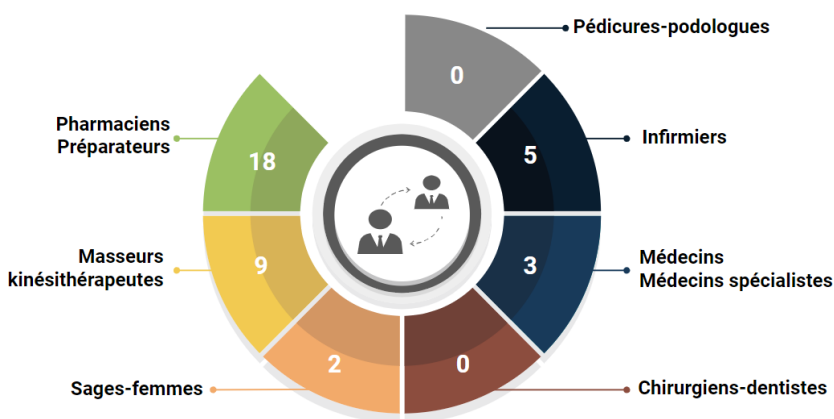 Pédicures-podologues
0
Infirmiers
5
Médecins
Médecins spécialistes
3
Chirurgiens-dentistes
0
Sages-femmes
2
Masseurs
kinésithérapeutes
9
Pharmaciens
Préparateurs
18